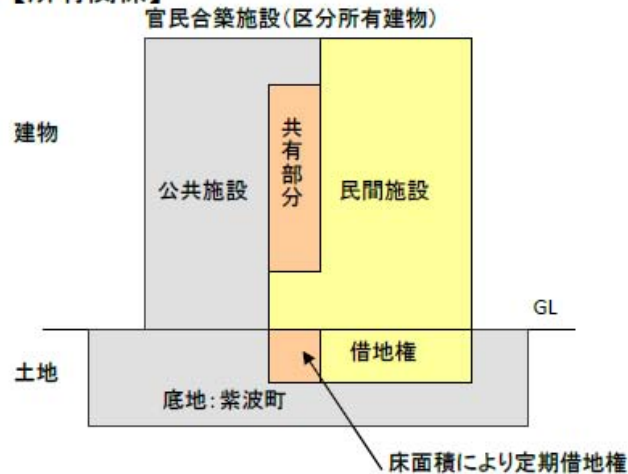 官民合築施設(区分所有建物)
建物
公共施設
共有部分
民間施設
GL
土地
借地権
底地:紫波町
床面積により定期借地権